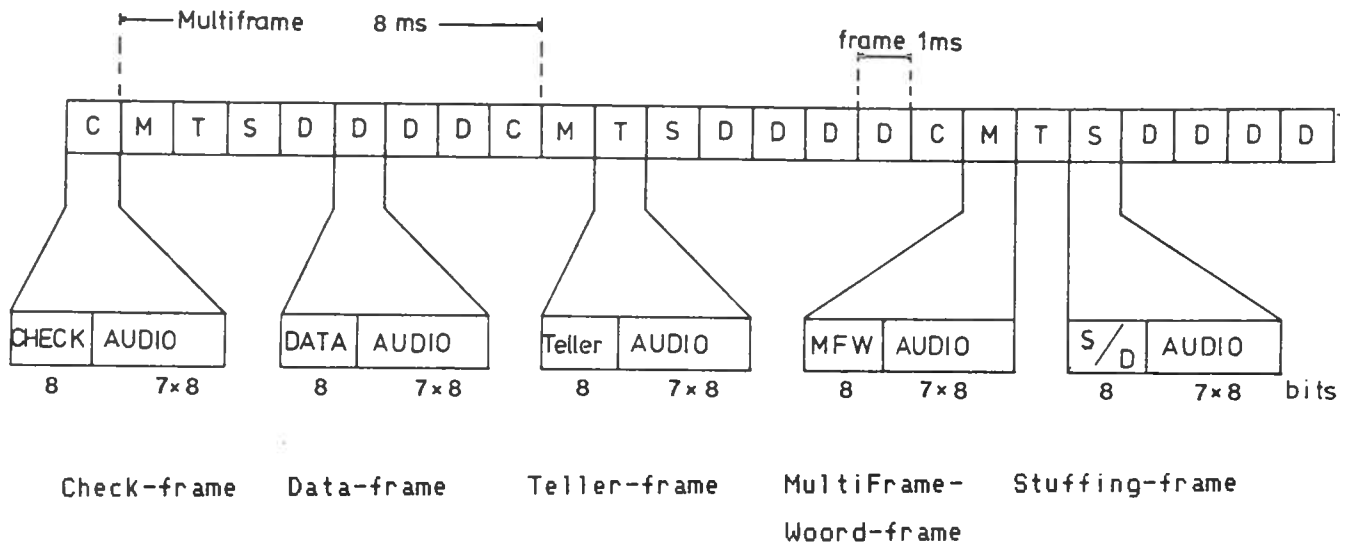 Multiframe 8 ms
frame 1ms
C M T S D D D D C M T S D D D D C M T S D D D D
CHECK AUDIO DATA AUDIO Teller AUDIO MFW AUDIO S/D AUDIO
8 7×8 8 7×8 8 7×8 8 7×8 8 7×8 bits
Check-frame Data-frame Teller-frame MultiFrame- Stuffing-frame
Woord-frame